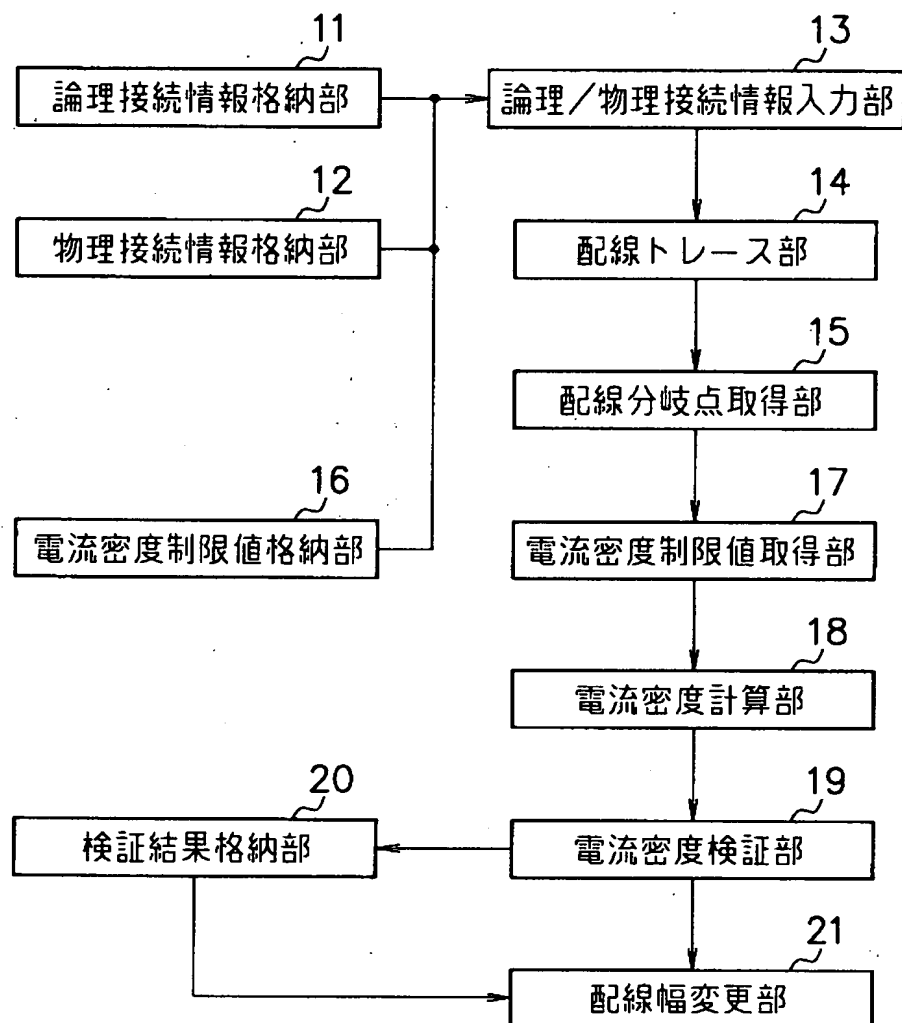 11
論理接続情報格納部
13
論理／物理接続情報入力部
12
物理接続情報格納部
14
配線トレース部
15
配線分岐点取得部
16
電流密度制限値格納部
17
電流密度制限値取得部
18
電流密度計算部
20
検証結果格納部
19
電流密度検証部
21
配線幅変更部